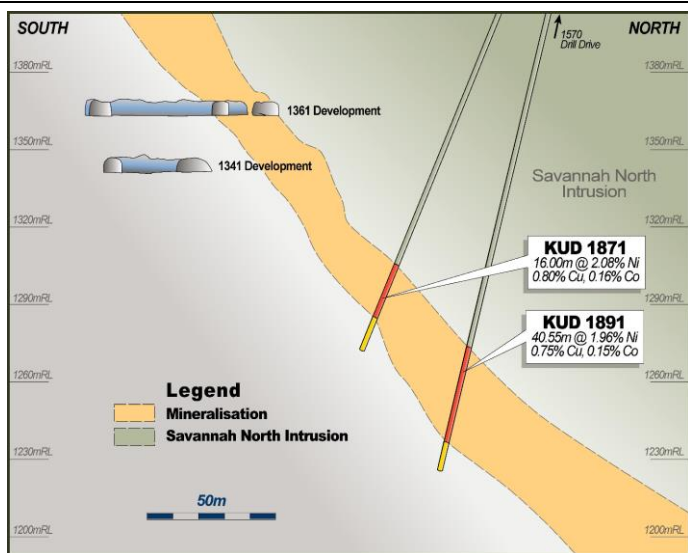 SOUTH
NORTH
1570
Drill Drive
1380mRL
1380mRL
1361 Development
1350mRL
1350mRL
1341 Development
Savannah North
Intrusion
1320mRL
1320mRL
KUD 1871
16.00m @ 2.08% Ni
0.80% Cu, 0.16% Co
1290mRL
1290mRL
KUD 1891
40.55m @ 1.96% Ni
0.75% Cu, 0.15% Co
1260mRL
1260mRL
Legend
Mineralisation
Savannah North Intrusion
1230mRL
1230mRL
50m
1200mRL
1200mRL